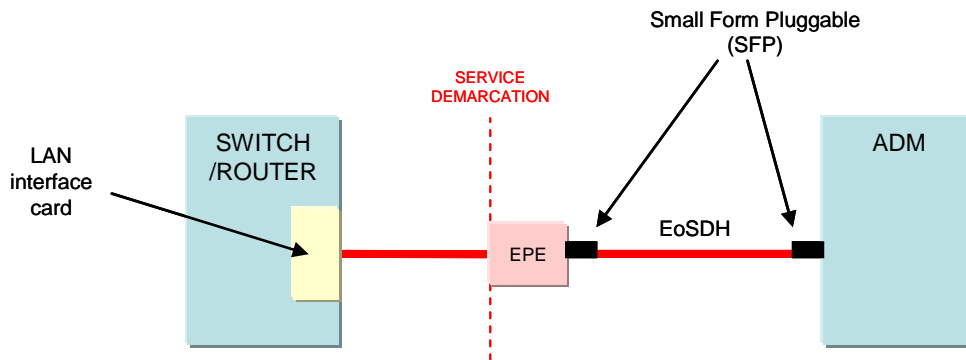 Small Form Pluggable
(SFP)
SERVICE
DEMARCATION
SWITCH
/ROUTER
ADM
LAN
interface
card
EPE
EoSDH